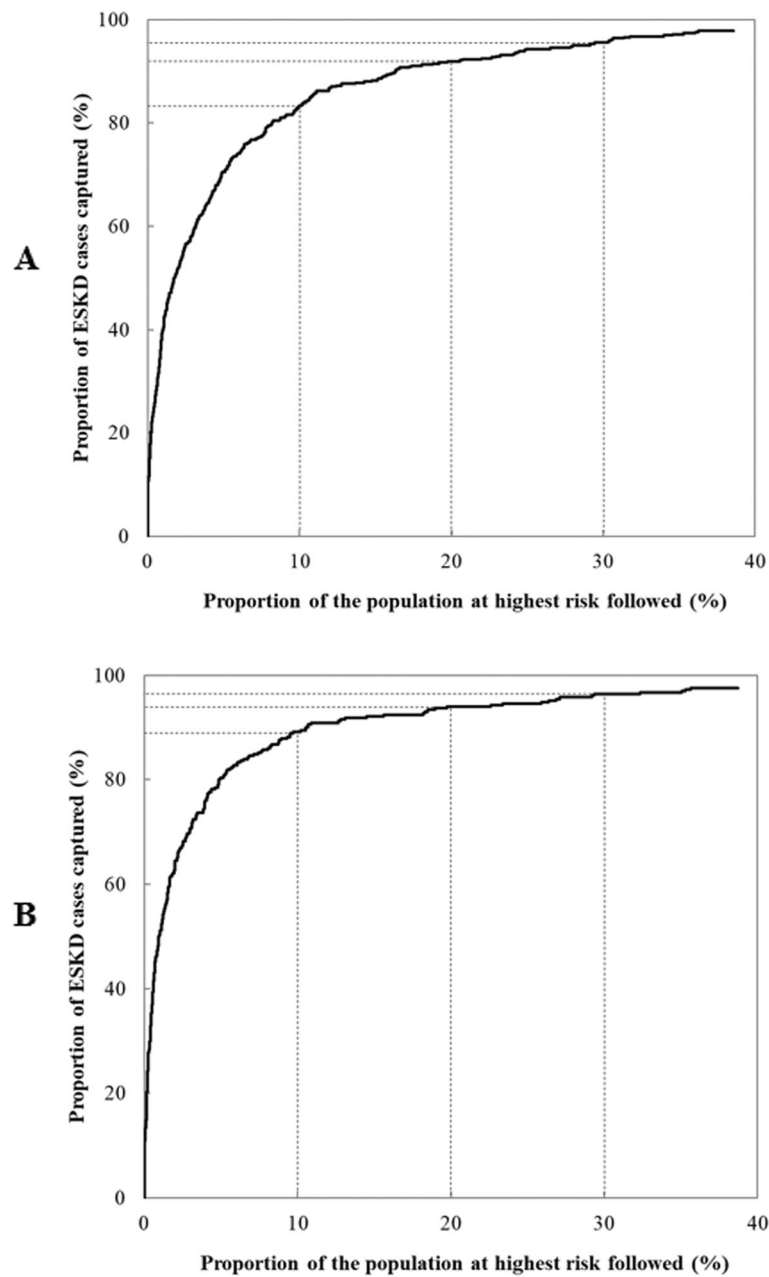 A
Proportion of ESKD cases captured (%)
100
80
60
40
20
0
0 10 20 30 40
Proportion of the population at highest risk followed (%)
B
Proportion of ESKD cases captured (%)
100
80
60
40
20
0
0 10 20 30 40
Proportion of the population at highest risk followed (%)